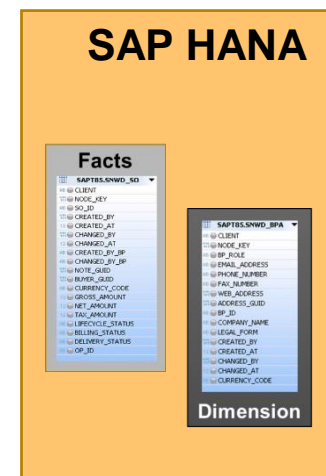 SAP HANA
Facts
SAPTB5.SNWD_SO
CLIENT
NODE_KEY
SO_ID
CREATED_BY
CREATED_AT
CHANGED_BY
CHANGED_AT
CREATED_BY_BP
CHANGED_BY_BP
NOTE_GUID
BUYER_GUID
CURRENCY_CODE
GROSS_AMOUNT
NET_AMOUNT
TAX_AMOUNT
LIFECYCLE_STATUS
BILLING_STATUS
DELIVERY_STATUS
OP_ID
SAPTB5.SNWD_BPA
CLIENT
NODE_KEY
BP_ROLE
EMAIL_ADDRESS
PHONE_NUMBER
FAX_NUMBER
WEB_ADDRESS
ADDRESS_GUID
BP_ID
COMPANY_NAME
LEGAL_FORM
CREATED_BY
CREATED_AT
CHANGED_BY
CHANGED_AT
CURRENCY_CODE
Dimension